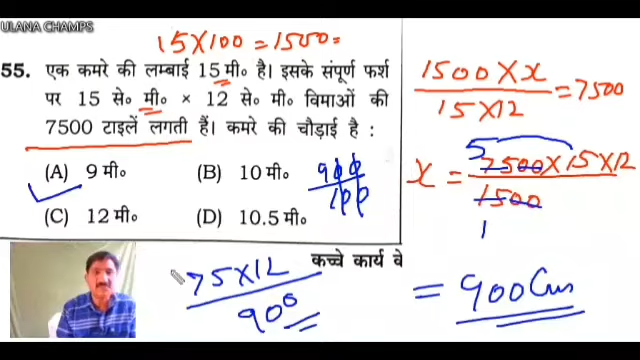 ULANA CHAMPS
15×100=1500=
55. एक कमरे की लम्बाई 15 मी० है। इसके संपूर्ण फर्श
पर 15 से० मी० × 12 से० मी० विमाओं की
7500 टाइलें लगती हैं। कमरे की चौड़ाई है :
(A) 9 मी०
(B) 10 मी०
(C) 12 मी०
(D) 10.5 मी०
900
100
कच्चे कार्य वे
75×12
900
1500×x
15×12
=7500
5
x = 7500×15×12
1500
1
= 900 Cm